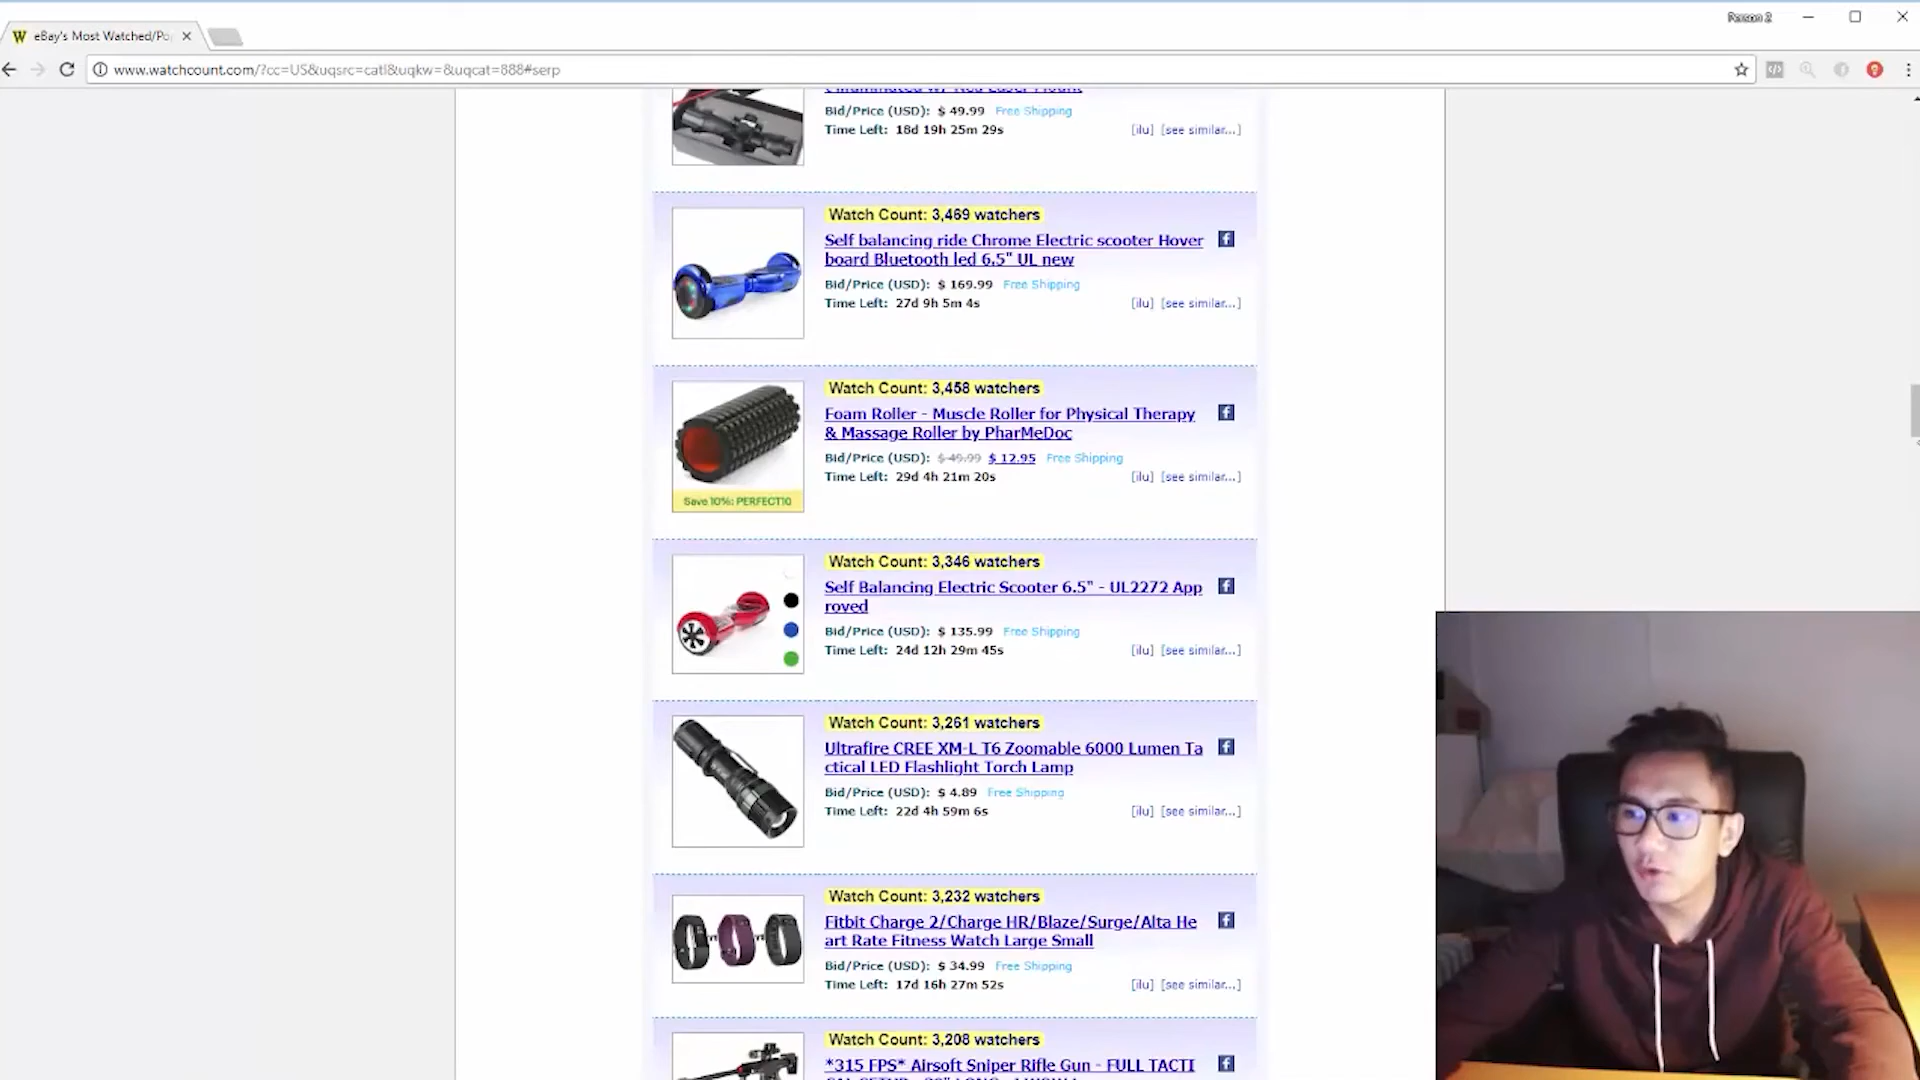 Person 2
eBay's Most Watched/Po
www.watchcount.com/?cc=US&uqsrc=catl&uqkw=&uqcat=888#serp
Bid/Price (USD): $ 49.99 Free Shipping
Time Left: 18d 19h 25m 29s [ilu] [see similar...]
Watch Count: 3,469 watchers
Self balancing ride Chrome Electric scooter Hover
board Bluetooth led 6.5" UL new
Bid/Price (USD): $ 169.99 Free Shipping
Time Left: 27d 9h 5m 4s [ilu] [see similar...]
Watch Count: 3,458 watchers
Foam Roller - Muscle Roller for Physical Therapy
& Massage Roller by PharMeDoc
Bid/Price (USD): $ 49.99 $ 12.95 Free Shipping
Time Left: 29d 4h 21m 20s [ilu] [see similar...]
Save 10%: PERFECT10
Watch Count: 3,346 watchers
Self Balancing Electric Scooter 6.5" - UL2272 App
roved
Bid/Price (USD): $ 135.99 Free Shipping
Time Left: 24d 12h 29m 45s [ilu] [see similar...]
Watch Count: 3,261 watchers
Ultrafire CREE XM-L T6 Zoomable 6000 Lumen Ta
ctical LED Flashlight Torch Lamp
Bid/Price (USD): $ 4.89 Free Shipping
Time Left: 22d 4h 59m 6s [ilu] [see similar...]
Watch Count: 3,232 watchers
Fitbit Charge 2/Charge HR/Blaze/Surge/Alta He
art Rate Fitness Watch Large Small
Bid/Price (USD): $ 34.99 Free Shipping
Time Left: 17d 16h 27m 52s [ilu] [see similar...]
Watch Count: 3,208 watchers
*315 FPS* Airsoft Sniper Rifle Gun - FULL TACTI